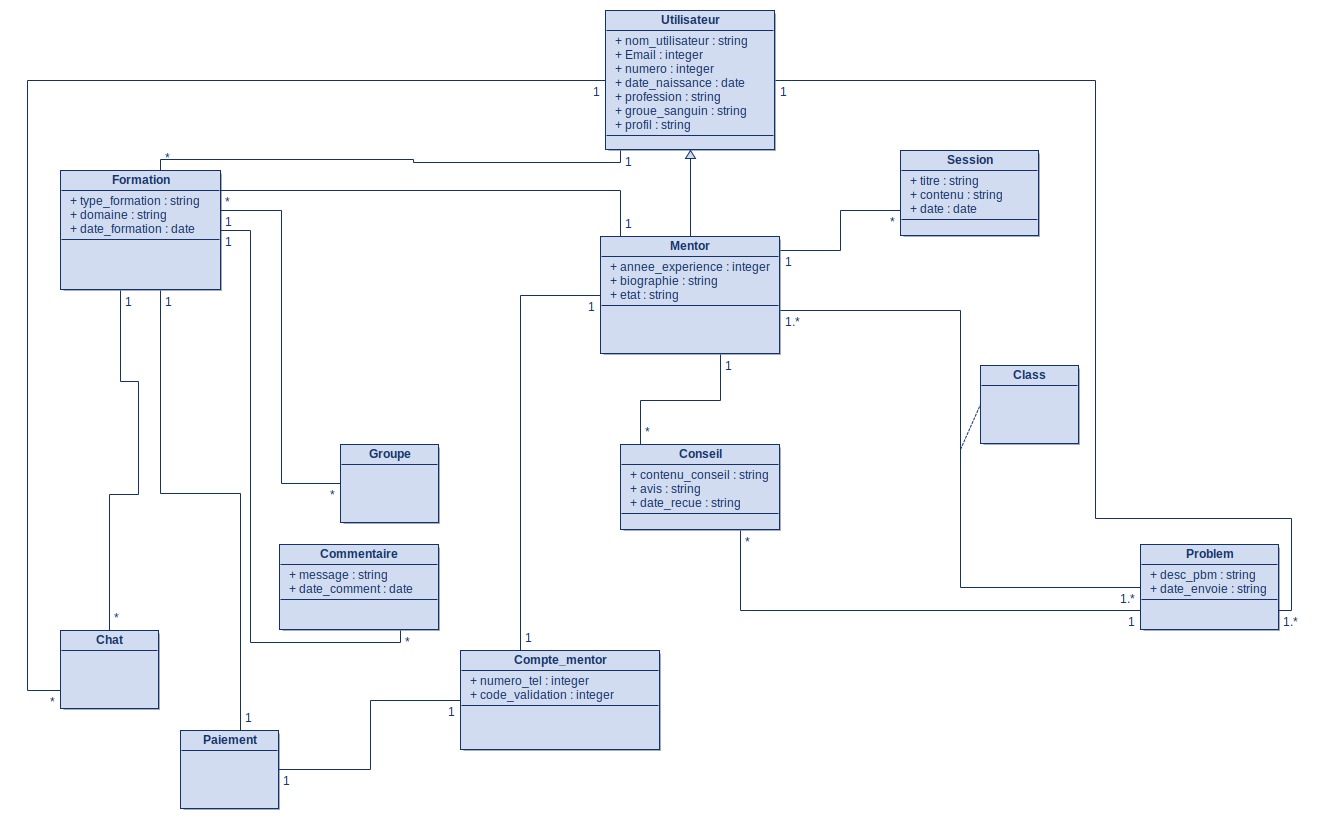 Utilisateur
+ nom_utilisateur : string
+ Email : integer
+ numero : integer
+ date_naissance : date
+ profession : string
+ groue_sanguin : string
+ profil : string
1
1
*
1
Formation
+ type_formation : string
+ domaine : string
+ date_formation : date
*
1
1
1
1
1
Session
+ titre : string
+ contenu : string
+ date : date
*
Mentor
+ annee_experience : integer
+ biographie : string
+ etat : string
1
1
1.*
1
Class
*
Groupe
*
Conseil
+ contenu_conseil : string
+ avis : string
+ date_recue : string
*
Commentaire
+ message : string
+ date_comment : date
*
Problem
+ desc_pbm : string
+ date_envoie : string
1.*
1
1.*
*
Chat
*
1
Compte_mentor
+ numero_tel : integer
+ code_validation : integer
1
1
Paiement
1